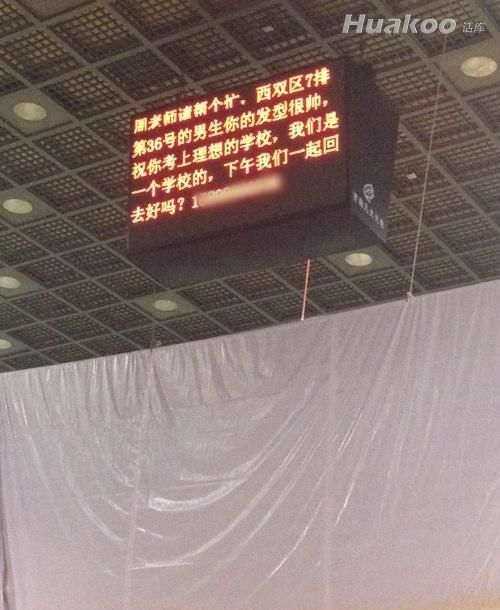 Huakoo 话库
周老师请帮个忙，西双区7排
第36号的男生你的发型很帅，
祝你考上理想的学校，我们是
一个学校的，下午我们一起回
去好吗？1